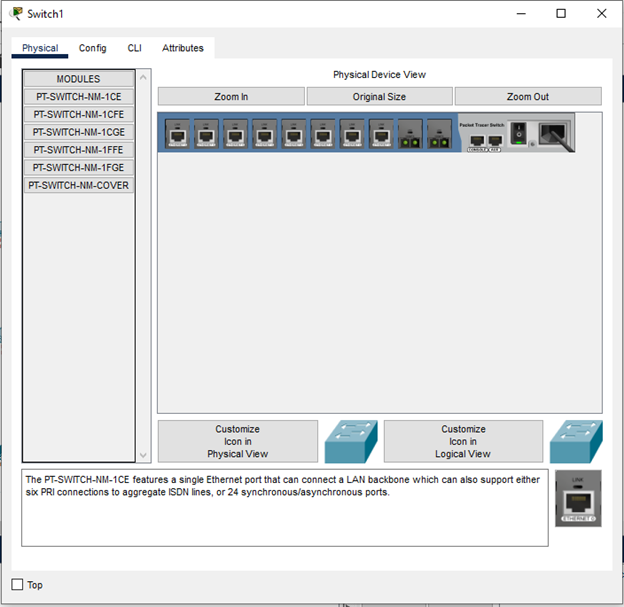 Switch1
Physical Config CLI Attributes
MODULES
PT-SWITCH-NM-1CE
PT-SWITCH-NM-1CFE
PT-SWITCH-NM-1CGE
PT-SWITCH-NM-1FFE
PT-SWITCH-NM-1FGE
PT-SWITCH-NM-COVER
Physical Device View
Zoom In Original Size Zoom Out
Packet Tracer Switch
Customize
Icon in
Physical View
Customize
Icon in
Logical View
The PT-SWITCH-NM-1CE features a single Ethernet port that can connect a LAN backbone which can also support either
six PRI connections to aggregate ISDN lines, or 24 synchronous/asynchronous ports.
LINK
ETHERNET 0
Top